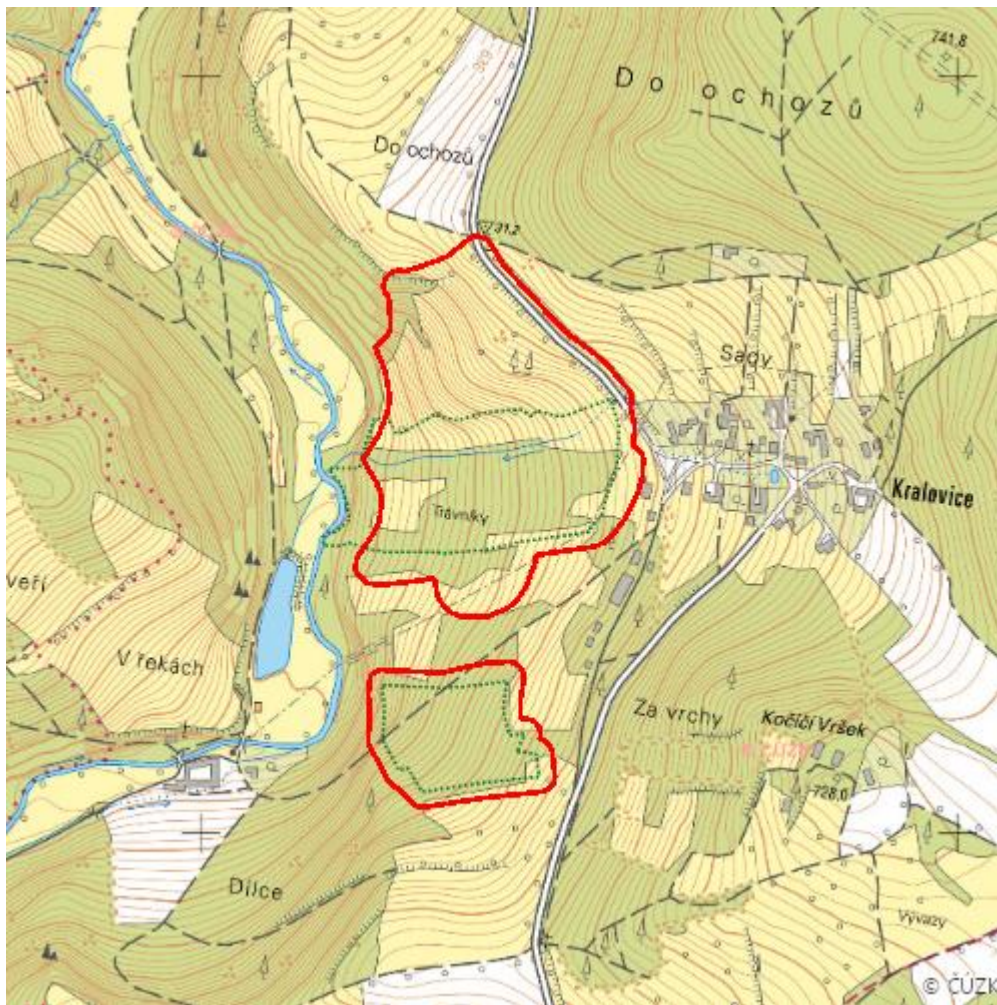 741,8
Do ochozů
Do ochozů
731,2
Sady
Kralovice
Trávníky
veří
V řekách
Za vrchy
Kočičí Vršek
728,0
Dílce
Vývazy
© ČÚZK